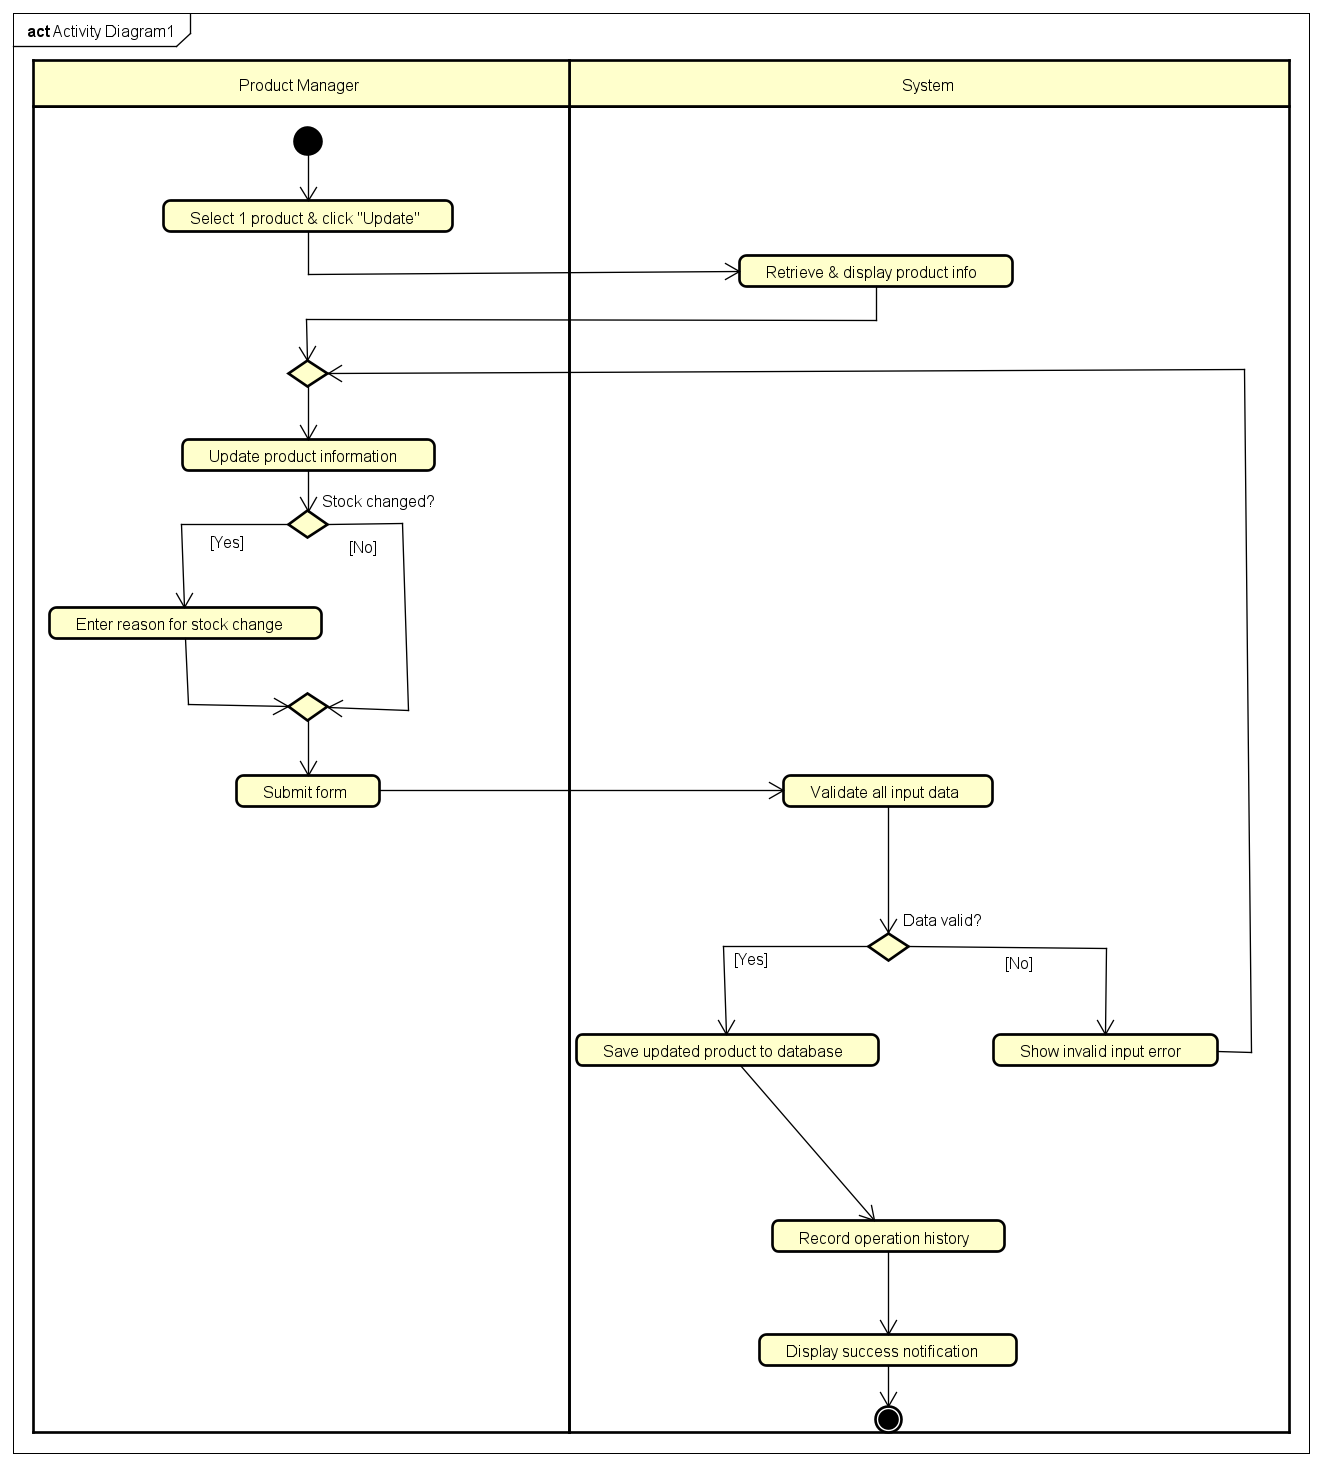 act Activity Diagram1
Product Manager
System
Select 1 product & click "Update"
Retrieve & display product info
Update product information
Stock changed?
[Yes]
[No]
Enter reason for stock change
Submit form
Validate all input data
Data valid?
[Yes]
[No]
Save updated product to database
Show invalid input error
Record operation history
Display success notification